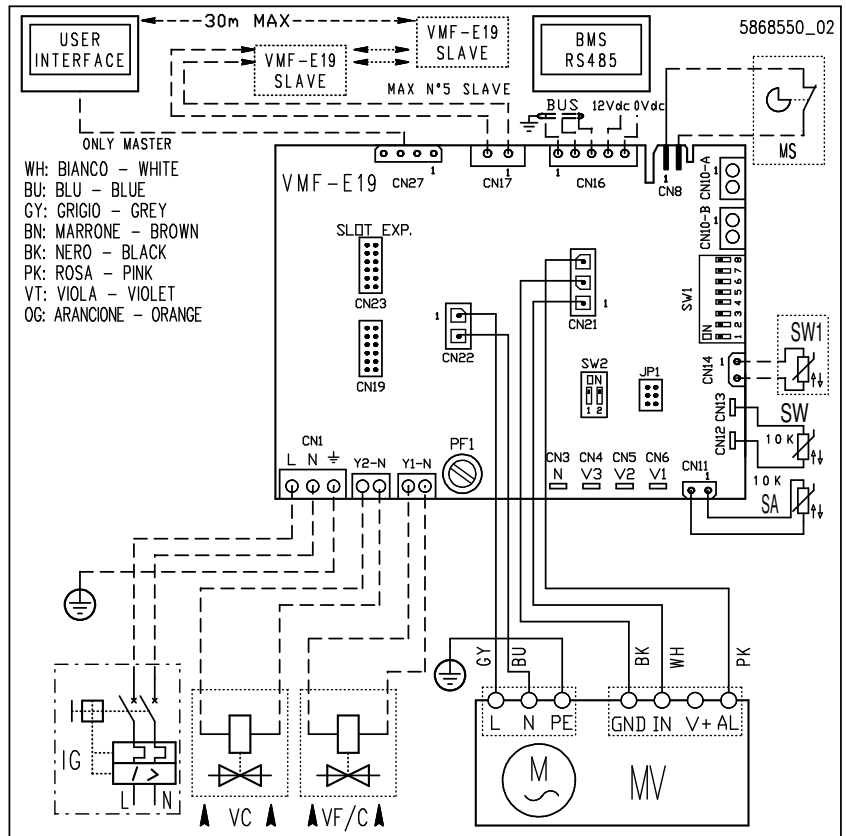 5868550_02
30m MAX
USER
INTERFACE
VMF-E19
SLAVE
VMF-E19
SLAVE
BMS
RS485
MAX N°5 SLAVE
BUS
12Vdc 0Vdc
MS
ONLY MASTER
WH: BIANCO - WHITE
BU: BLU - BLUE
GY: GRIGIO - GREY
BN: MARRONE - BROWN
BK: NERO - BLACK
PK: ROSA - PINK
VT: VIOLA - VIOLET
OG: ARANCIONE - ORANGE
VMF-E19
1
CN27
1
CN17
1
CN16
1
CN8
1
CN10-A
1
CN10-B
SLOT EXP.
CN23
CN19
1
CN22
1
CN21
SW1
ON
1 2 3 4 5 6 7 8
SW2
ON
1 2
JP1
CN14
1
SW1
CN13
SW
CN12
10K
CN1
L N
Y2-N
Y1-N
PF1
CN3
N
CN4
V3
CN5
V2
CN6
V1
CN11
1
10K
SA
GY
BU
BK
WH
PK
L N PE
GND IN V+ AL
M
MV
IG
I >
L N
VC
VF/C